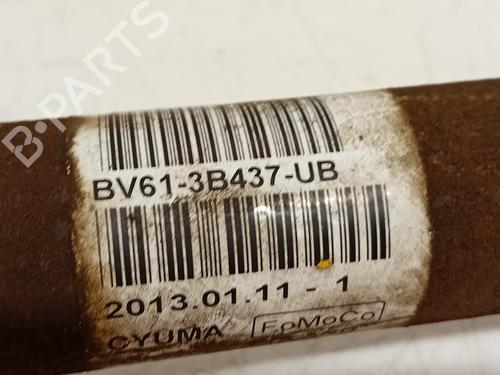 B-PARTS
BV61-3B437-UB
2013.01.11 - 1
CYUMA FoMoCo